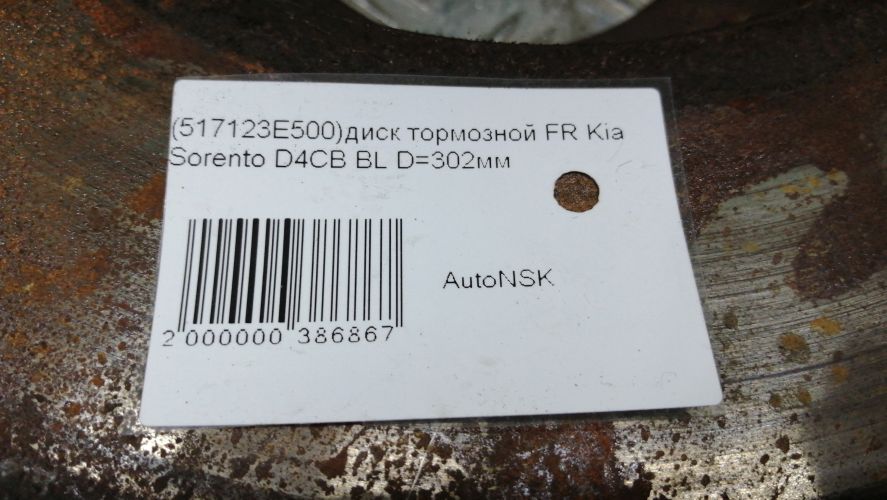 (517123E500)диск тормозной FR Kia
Sorento D4CB BL D=302мм
AutoNSK
2 000000 386867